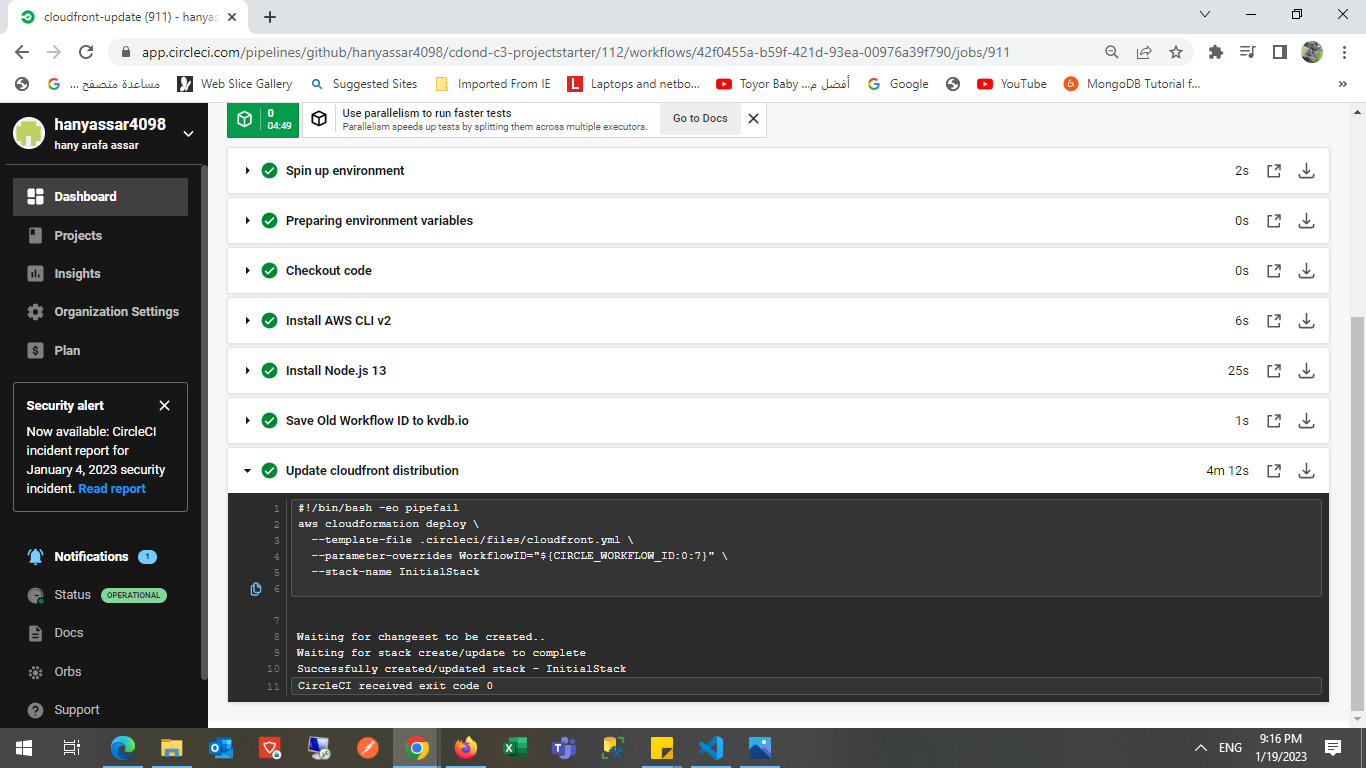 cloudfront-update (911) - hanyas
app.circleci.com/pipelines/github/hanyassar4098/cdond-c3-projectstarter/112/workflows/42f0455a-b59f-421d-93ea-00976a39f790/jobs/911
مساعدة متصفح ...
Web Slice Gallery
Suggested Sites
Imported From IE
Laptops and netbo...
Toyor Baby ...أفضل م
Google
YouTube
MongoDB Tutorial f...
»
hanyassar4098
hany arafa assar
Dashboard
Projects
Insights
Organization Settings
Plan
Security alert
Now available: CircleCI
incident report for
January 4, 2023 security
incident. Read report
Notifications 1
Status OPERATIONAL
Docs
Orbs
Support
0
04:49
Use parallelism to run faster tests
Parallelism speeds up tests by splitting them across multiple executors.
Go to Docs
Spin up environment 2s
Preparing environment variables 0s
Checkout code 0s
Install AWS CLI v2 6s
Install Node.js 13 25s
Save Old Workflow ID to kvdb.io 1s
Update cloudfront distribution 4m 12s
1 #!/bin/bash -eo pipefail
2 aws cloudformation deploy \
3 --template-file .circleci/files/cloudfront.yml \
4 --parameter-overrides WorkflowID="${CIRCLE_WORKFLOW_ID:0:7}" \
5 --stack-name InitialStack
6
7
8 Waiting for changeset to be created..
9 Waiting for stack create/update to complete
10 Successfully created/updated stack - InitialStack
11 CircleCI received exit code 0
ENG
9:16 PM
1/19/2023